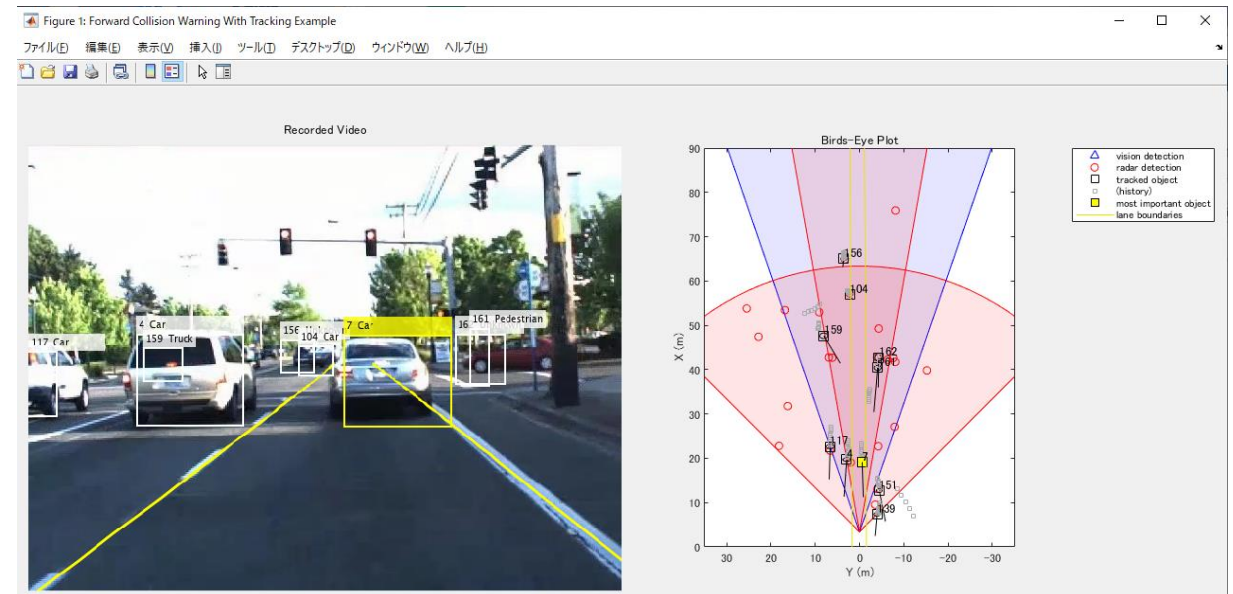 Figure 1: Forward Collision Warning With Tracking Example
ファイル(F) 編集(E) 表示(V) 挿入(I) ツール(T) デスクトップ(D) ウィンドウ(W) ヘルプ(H)
Recorded Video
4 Car
159 Truck
117 Car
156
104 Car
7 Car
161 Pedestrian
Birds-Eye Plot
90
80
70
60
50
40
30
20
10
0
X (m)
156
104
159
162
117
4
7
151
139
30 20 10 0 -10 -20 -30
Y (m)
vision detection
radar detection
tracked object
(history)
most important object
lane boundaries